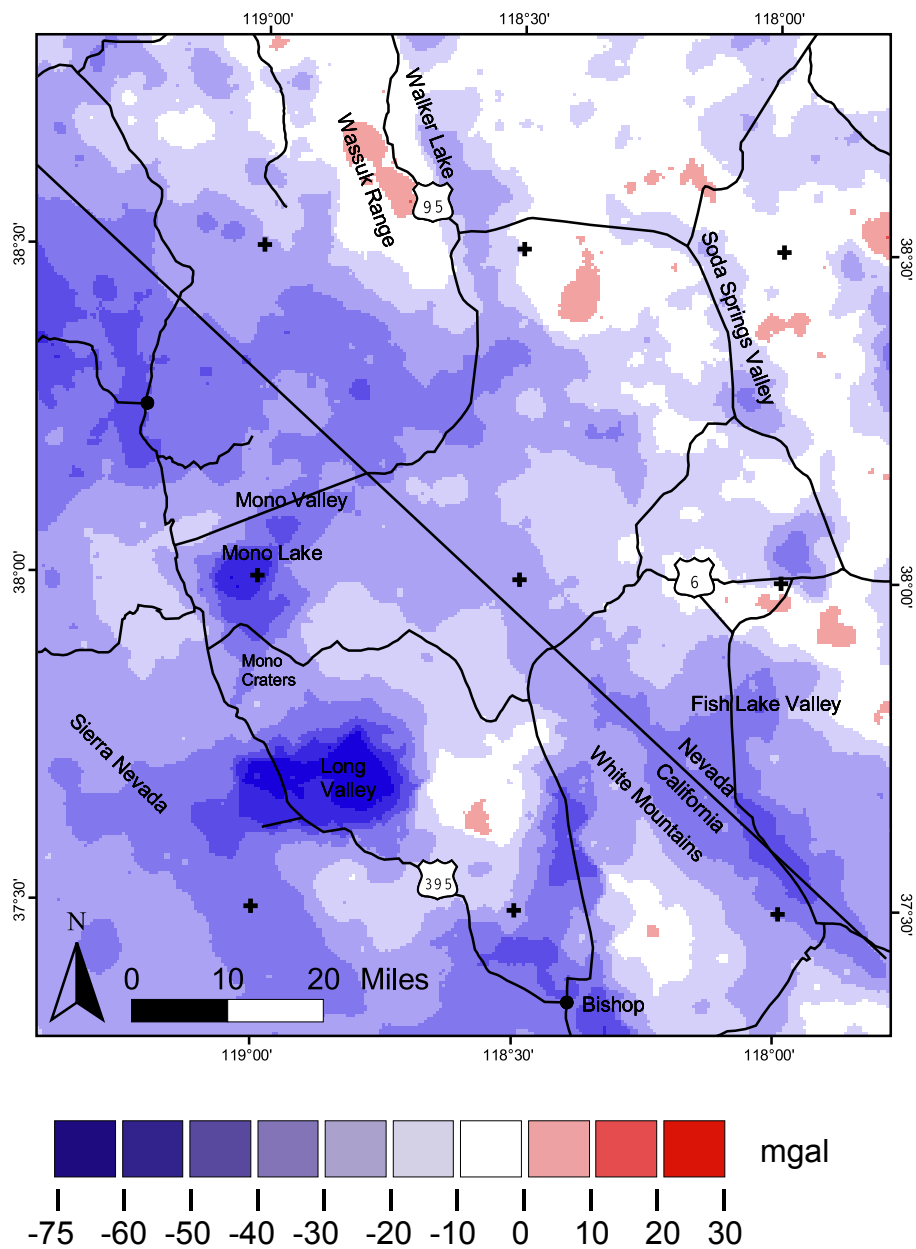 119°00'
118°30'
118°00'
Walker Lake
Wassuk Range
95
38°30'
38°30'
Soda Springs Valley
Mono Valley
Mono Lake
38°00'
6
38°00'
Mono
Craters
Fish Lake Valley
Sierra Nevada
Long
Valley
Nevada
California
White Mountains
395
37°30'
37°30'
N
0 10 20 Miles
Bishop
119°00'
118°30'
118°00'
mgal
-75 -60 -50 -40 -30 -20 -10 0 10 20 30